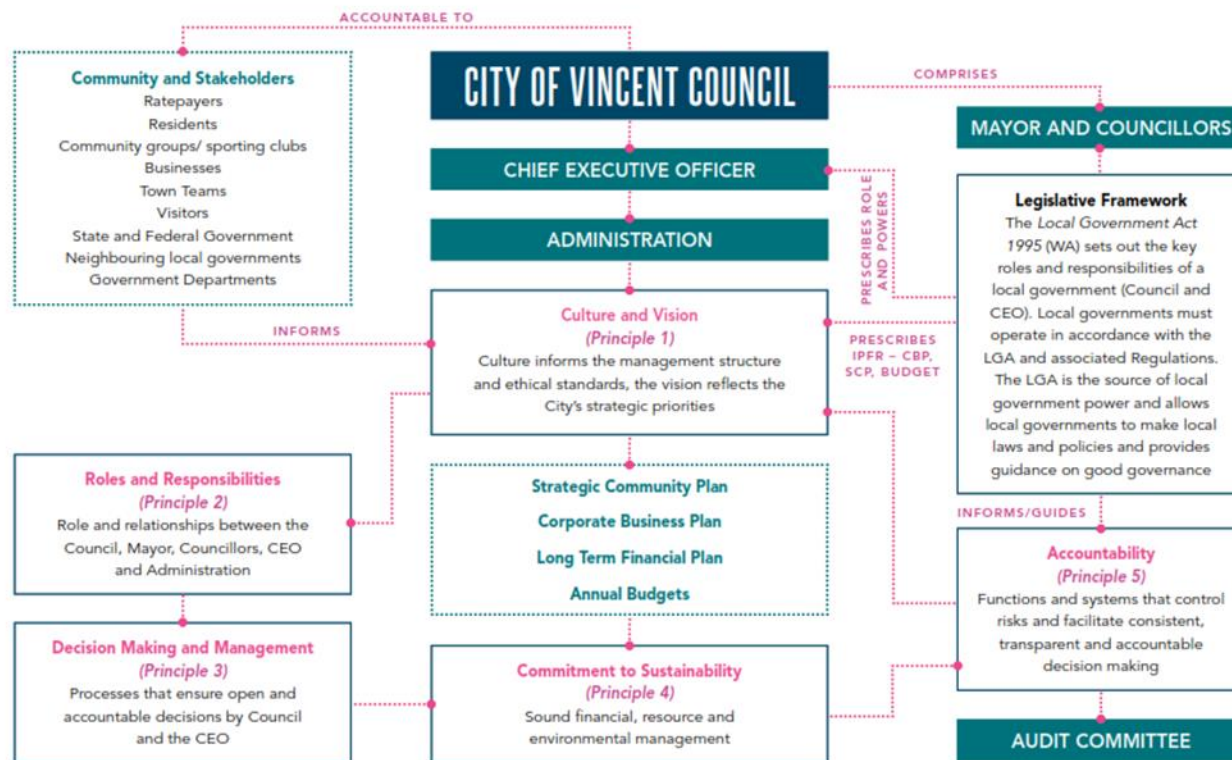 ACCOUNTABLE TO
Community and Stakeholders
Ratepayers
Residents
Community groups/ sporting clubs
Businesses
Town Teams
Visitors
State and Federal Government
Neighbouring local governments
Government Departments
CITY OF VINCENT COUNCIL
COMPRISES
MAYOR AND COUNCILLORS
CHIEF EXECUTIVE OFFICER
ADMINISTRATION
PRESCRIBES ROLE
AND POWERS
Legislative Framework
The Local Government Act
1995 (WA) sets out the key
roles and responsibilities of a
local government (Council and
CEO). Local governments must
operate in accordance with the
LGA and associated Regulations.
The LGA is the source of local
government power and allows
local governments to make local
laws and policies and provides
guidance on good governance
INFORMS
Culture and Vision
(Principle 1)
Culture informs the management structure
and ethical standards, the vision reflects the
City's strategic priorities
PRESCRIBES
IPFR – CBP,
SCP, BUDGET
Roles and Responsibilities
(Principle 2)
Role and relationships between the
Council, Mayor, Councillors, CEO
and Administration
Strategic Community Plan
Corporate Business Plan
Long Term Financial Plan
Annual Budgets
INFORMS/GUIDES
Accountability
(Principle 5)
Functions and systems that control
risks and facilitate consistent,
transparent and accountable
decision making
Decision Making and Management
(Principle 3)
Processes that ensure open and
accountable decisions by Council
and the CEO
Commitment to Sustainability
(Principle 4)
Sound financial, resource and
environmental management
AUDIT COMMITTEE